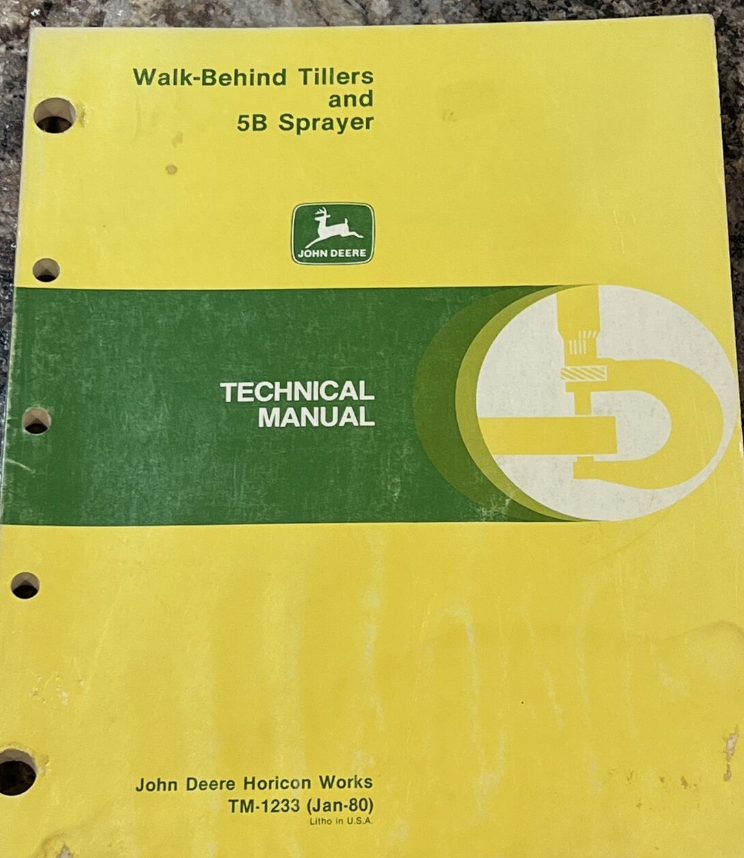 Walk-Behind Tillers
and
5B Sprayer
JOHN DEERE
TECHNICAL
MANUAL
John Deere Horicon Works
TM-1233 (Jan-80)
Litho in U.S.A.